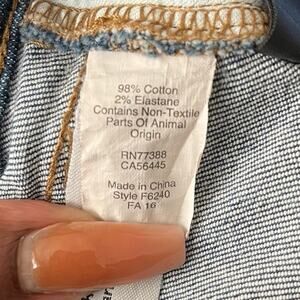 98% Cotton
2% Elastane
Contains Non-Textile
Parts Of Animal
Origin
RN77388
CA56445
Made in China
Style F6240
FA 16